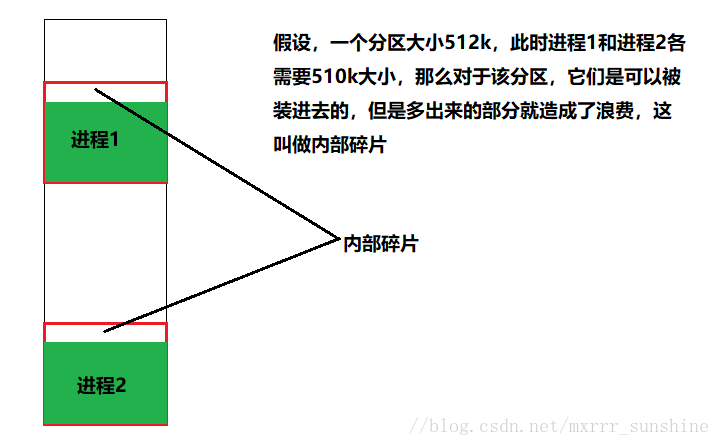 假设，一个分区大小512k，此时进程1和进程2各
需要510k大小，那么对于该分区，它们是可以被
装进去的，但是多出来的部分就造成了浪费，这
叫做内部碎片
进程1
内部碎片
进程2
//blog.csdn.net/mxrrr_sunshine